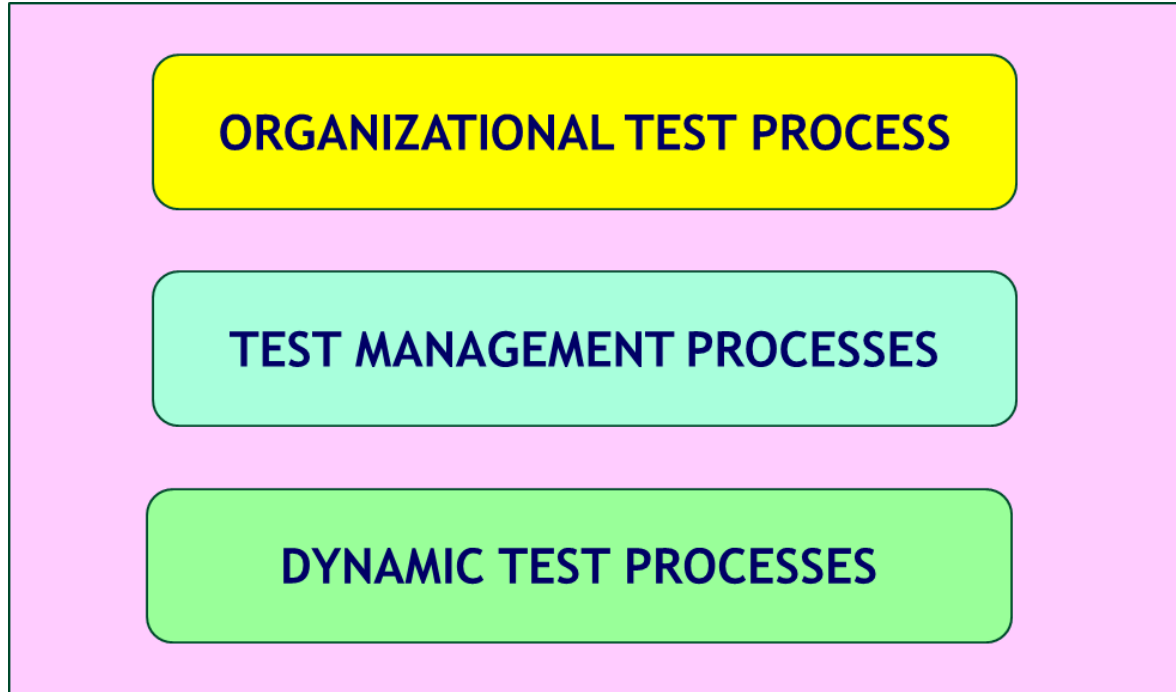 ORGANIZATIONAL TEST PROCESS
TEST MANAGEMENT PROCESSES
DYNAMIC TEST PROCESSES